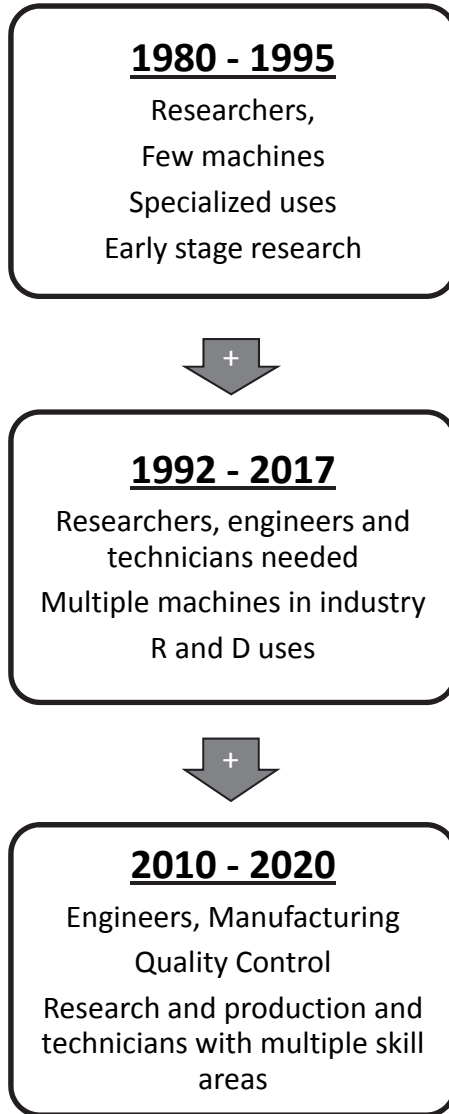 1980 - 1995
Researchers,
Few machines
Specialized uses
Early stage research
+
1992 - 2017
Researchers, engineers and
technicians needed
Multiple machines in industry
R and D uses
+
2010 - 2020
Engineers, Manufacturing
Quality Control
Research and production and
technicians with multiple skill
areas